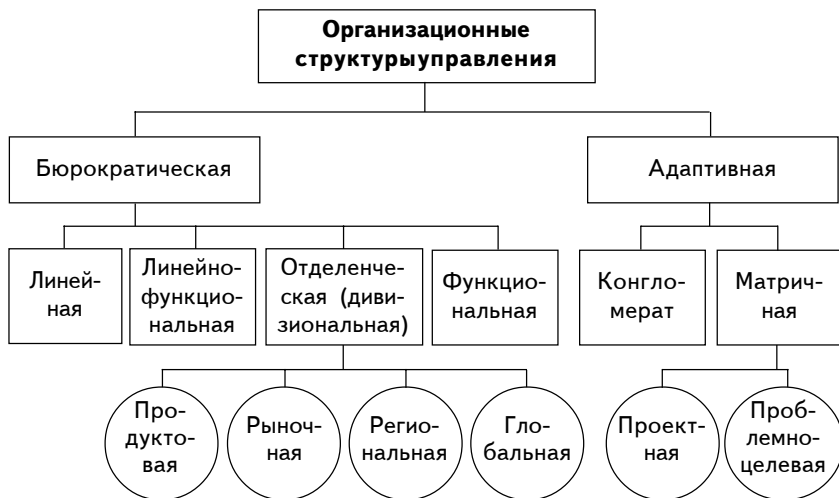 Организационные
структурыуправления
Бюрократическая
Адаптивная
Линей-
ная
Линейно-
функцио-
нальная
Отделенче-
ская (диви-
зиональная)
Функцио-
нальная
Конгло-
мерат
Матрич-
ная
Про-
дукто-
вая
Рыноч-
ная
Регио-
нальная
Гло-
бальная
Проект-
ная
Проб-
лемно-
целевая